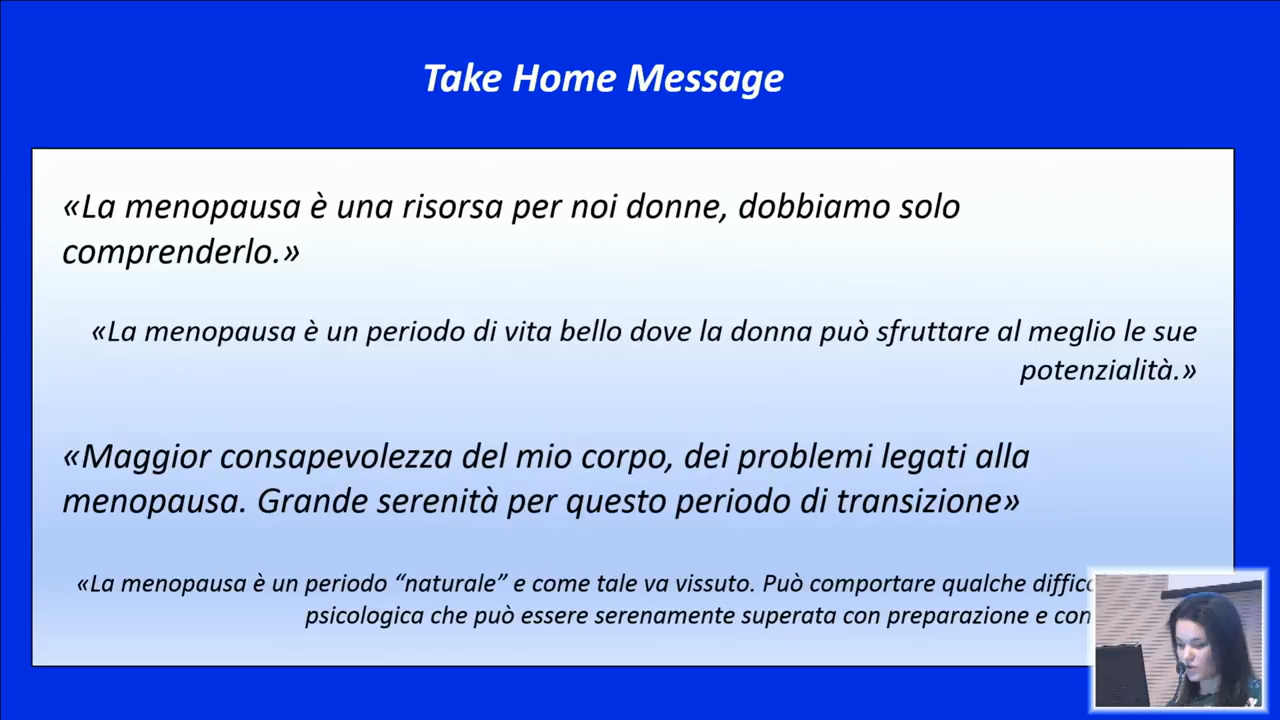 Take Home Message
«La menopausa è una risorsa per noi donne, dobbiamo solo
comprenderlo.»
«La menopausa è un periodo di vita bello dove la donna può sfruttare al meglio le sue
potenzialità.»
«Maggior consapevolezza del mio corpo, dei problemi legati alla
menopausa. Grande serenità per questo periodo di transizione»
«La menopausa è un periodo “naturale” e come tale va vissuto. Può comportare qualche
psicologica che può essere serenamente superata con preparazione e